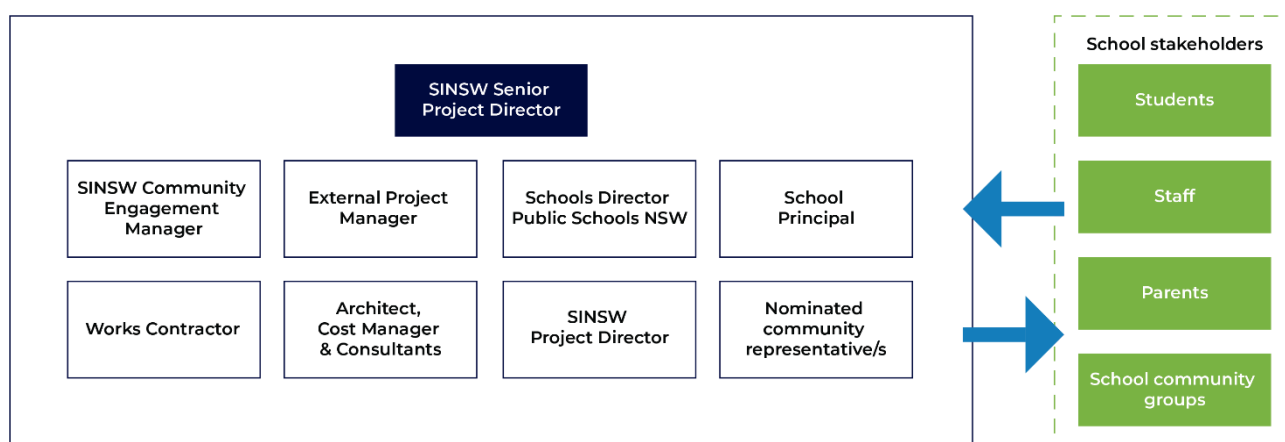 SINSW Senior
Project Director
SINSW Community
Engagement
Manager
External Project
Manager
Schools Director
Public Schools NSW
School
Principal
Works Contractor
Architect,
Cost Manager
& Consultants
SINSW
Project Director
Nominated
community
representative/s
School stakeholders
Students
Staff
Parents
School community
groups